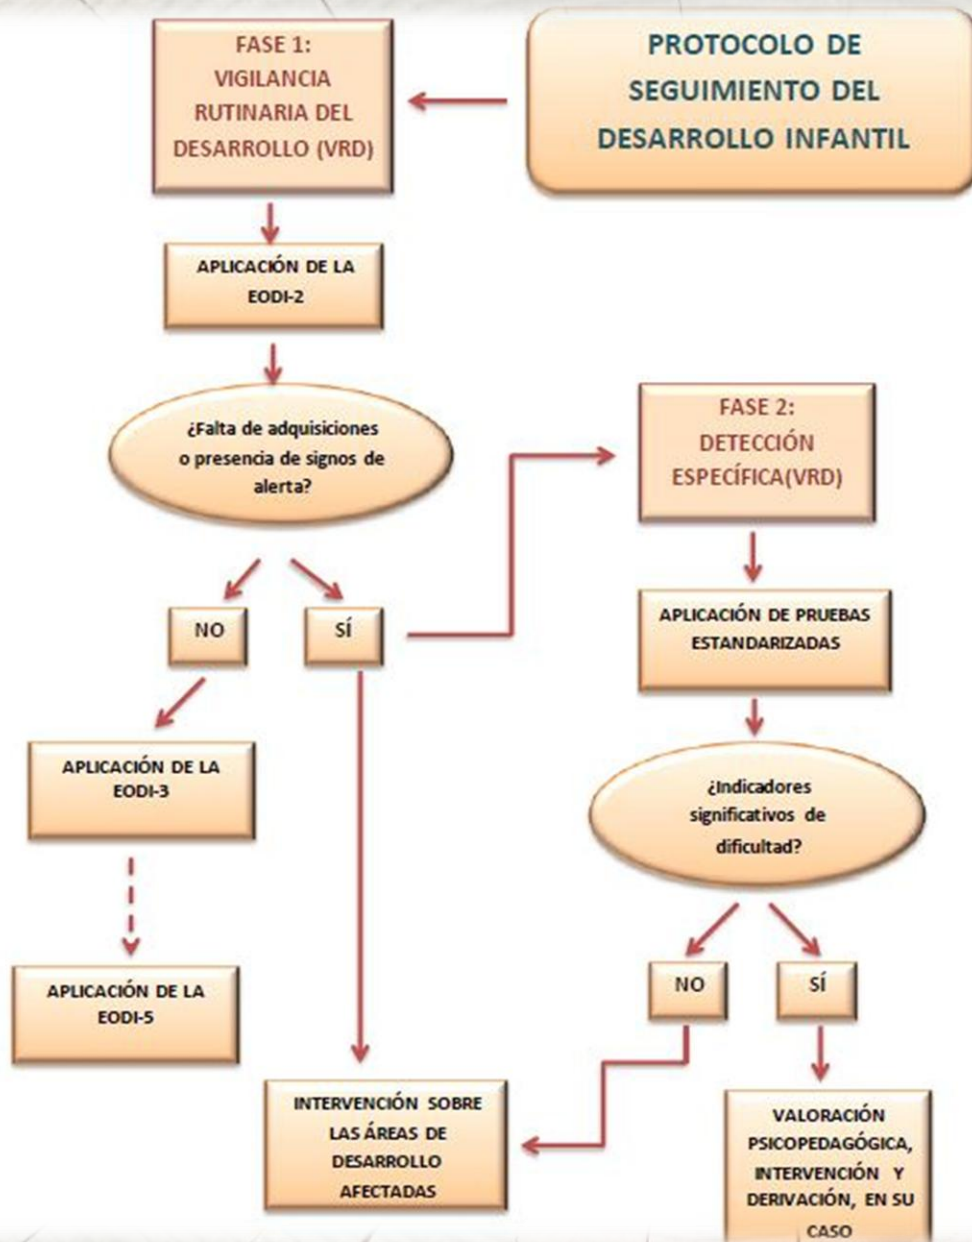 PROTOCOLO DE
SEGUIMIENTO DEL
DESARROLLO INFANTIL
FASE 1:
VIGILANCIA
RUTINARIA DEL
DESARROLLO (VRD)
APLICACIÓN DE LA
EODI-2
¿Falta de adquisiciones
o presencia de signos de
alerta?
NO
SÍ
APLICACIÓN DE LA
EODI-3
APLICACIÓN DE LA
EODI-5
INTERVENCIÓN SOBRE
LAS ÁREAS DE
DESARROLLO
AFECTADAS
FASE 2:
DETECCIÓN
ESPECÍFICA(VRD)
APLICACIÓN DE PRUEBAS
ESTANDARIZADAS
¿Indicadores
significativos de
dificultad?
NO
SÍ
VALORACIÓN
PSICOPEDAGÓGICA,
INTERVENCIÓN Y
DERIVACIÓN, EN SU
CASO